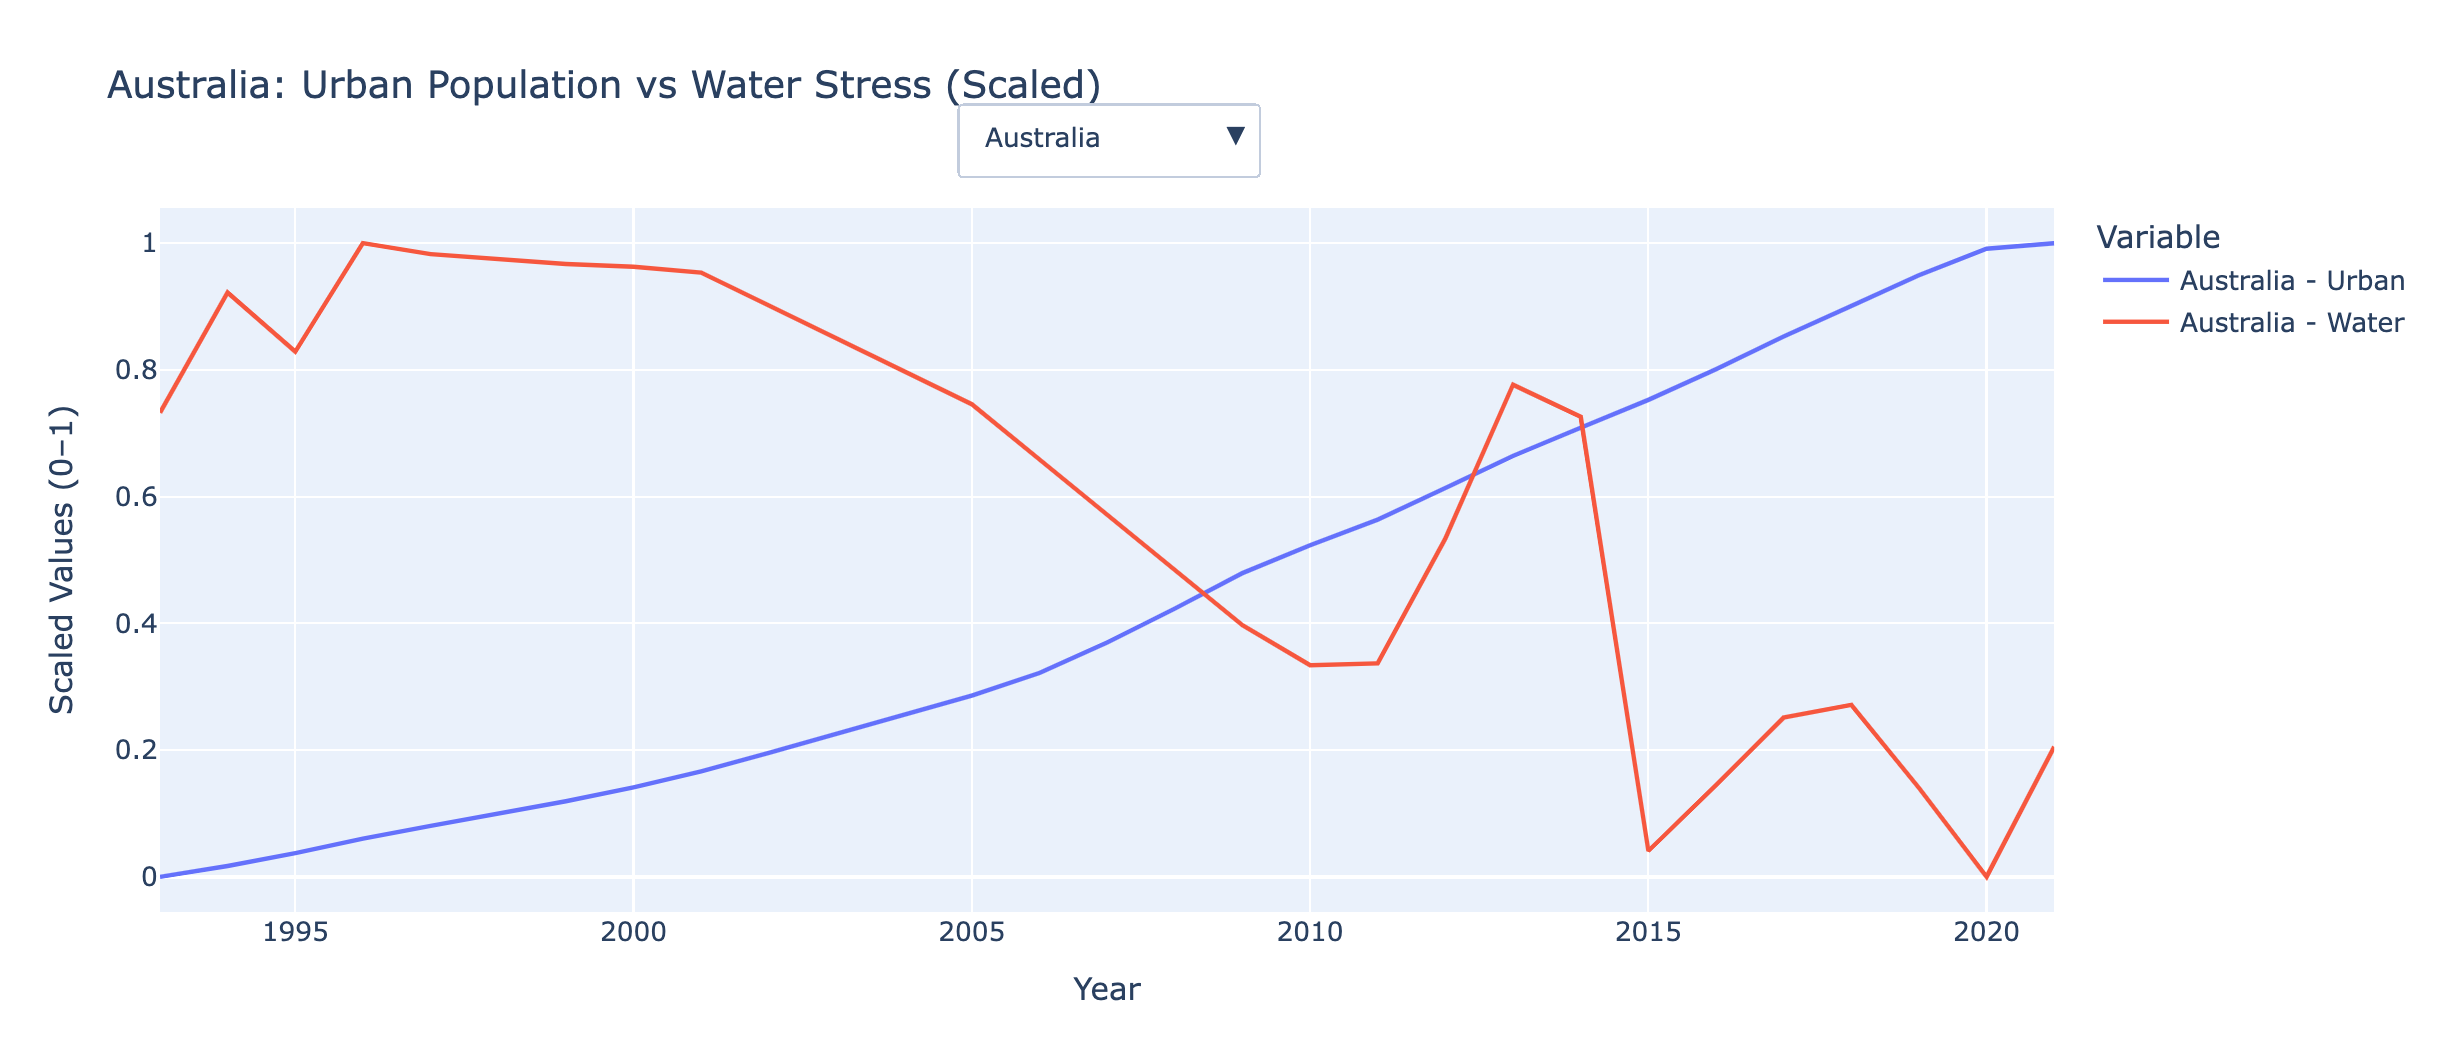 Australia: Urban Population vs Water Stress (Scaled)
Australia ▼
Variable
Australia - Urban
Australia - Water
Scaled Values (0–1)
1
0.8
0.6
0.4
0.2
0
1995 2000 2005 2010 2015 2020
Year